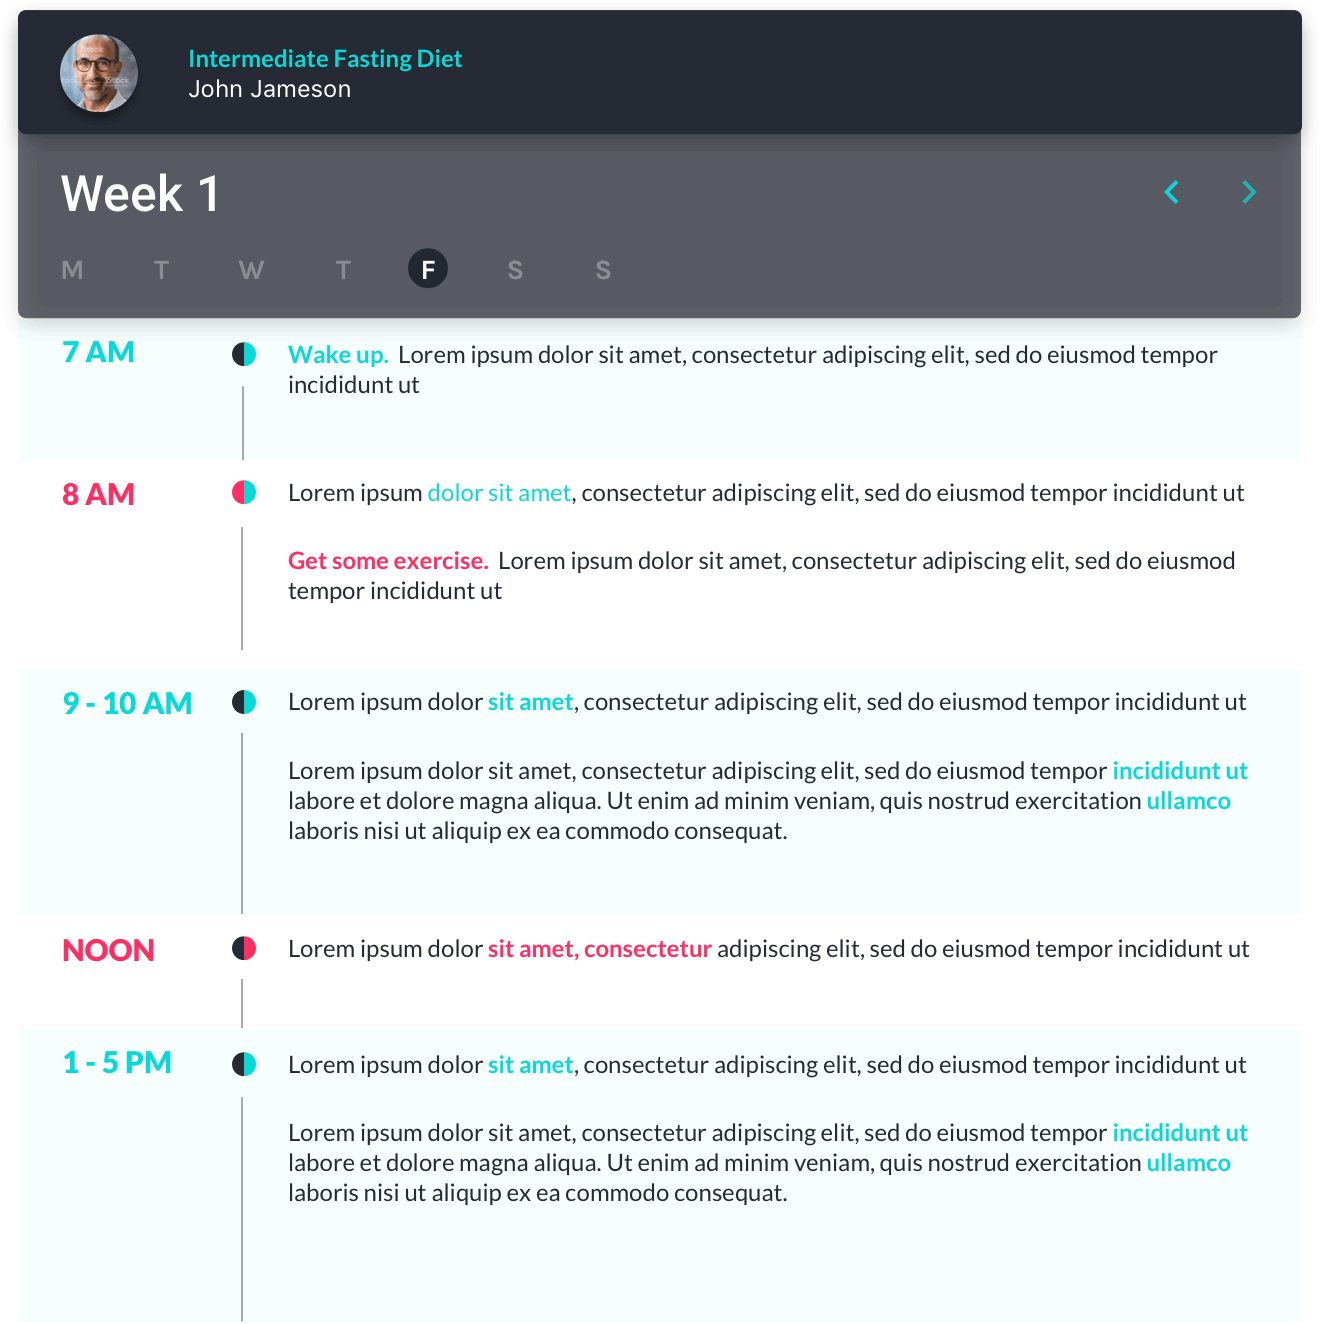 Intermediate Fasting Diet
John Jameson
Week 1
M T W T F S S
7 AM
Wake up. Lorem ipsum dolor sit amet, consectetur adipiscing elit, sed do eiusmod tempor
incididunt ut
8 AM
Lorem ipsum dolor sit amet, consectetur adipiscing elit, sed do eiusmod tempor incididunt ut
Get some exercise. Lorem ipsum dolor sit amet, consectetur adipiscing elit, sed do eiusmod
tempor incididunt ut
9 - 10 AM
Lorem ipsum dolor sit amet, consectetur adipiscing elit, sed do eiusmod tempor incididunt ut
Lorem ipsum dolor sit amet, consectetur adipiscing elit, sed do eiusmod tempor incididunt ut
labore et dolore magna aliqua. Ut enim ad minim veniam, quis nostrud exercitation ullamco
laboris nisi ut aliquip ex ea commodo consequat.
NOON
Lorem ipsum dolor sit amet, consectetur adipiscing elit, sed do eiusmod tempor incididunt ut
1 - 5 PM
Lorem ipsum dolor sit amet, consectetur adipiscing elit, sed do eiusmod tempor incididunt ut
Lorem ipsum dolor sit amet, consectetur adipiscing elit, sed do eiusmod tempor incididunt ut
labore et dolore magna aliqua. Ut enim ad minim veniam, quis nostrud exercitation ullamco
laboris nisi ut aliquip ex ea commodo consequat.